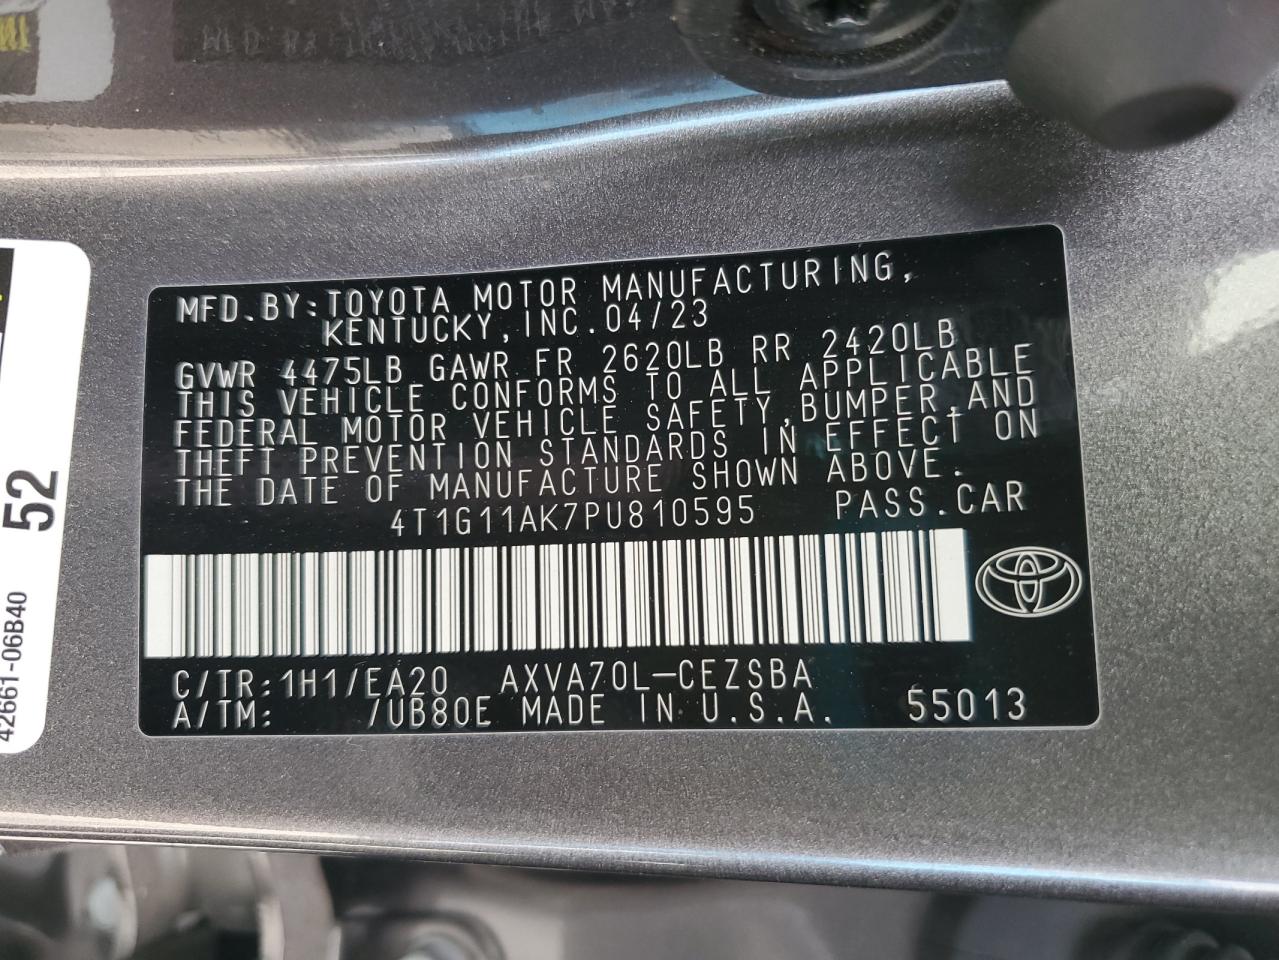 MFD.BY:TOYOTA MOTOR MANUFACTURING,
KENTUCKY,INC.04/23
GVWR 4475LB GAWR FR 2620LB RR 2420LB
THIS VEHICLE CONFORMS TO ALL APPLICABLE
FEDERAL MOTOR VEHICLE SAFETY,BUMPER,AND
THEFT PREVENTION STANDARDS IN EFFECT ON
THE DATE OF MANUFACTURE SHOWN ABOVE.
4T1G11AK7PU810595 PASS.CAR
C/TR:1H1/EA20 AXVA70L-CEZSBA
A/TM: /UB80E MADE IN U.S.A. 55013
52
42661-06B40